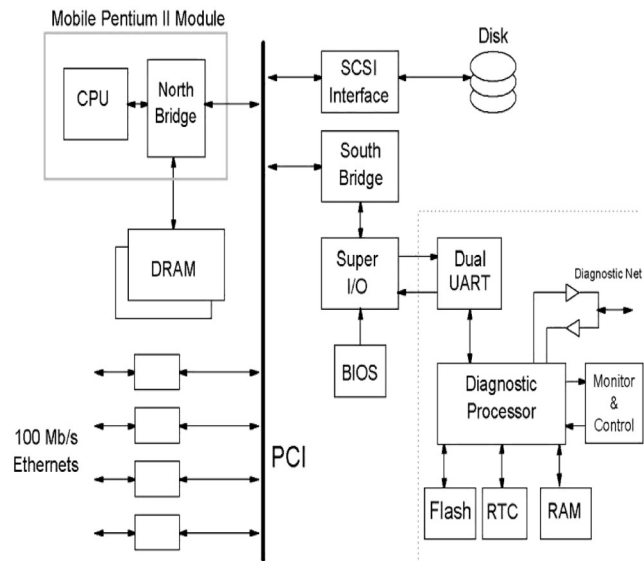 Mobile Pentium II Module
CPU
North
Bridge
DRAM
SCSI
Interface
Disk
South
Bridge
Super
I/O
Dual
UART
BIOS
Diagnostic Net
Diagnostic
Processor
Monitor
&
Control
100 Mb/s
Ethernets
PCI
Flash
RTC
RAM